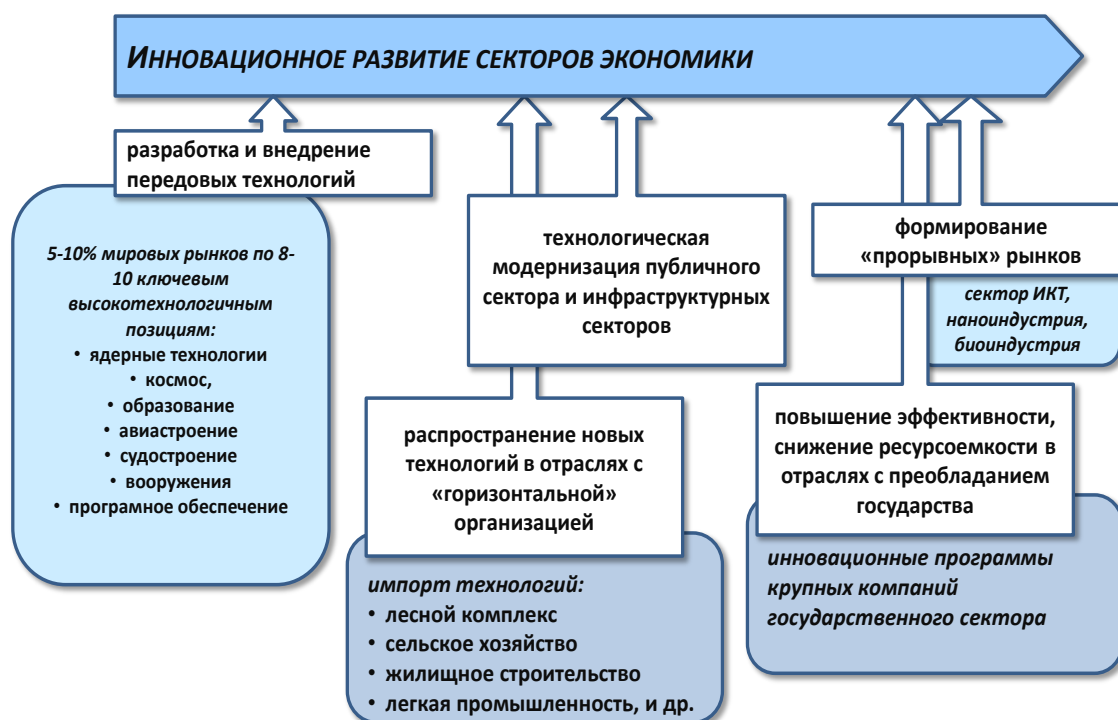 ИННОВАЦИОННОЕ РАЗВИТИЕ СЕКТОРОВ ЭКОНОМИКИ
разработка и внедрение
передовых технологий
5-10% мировых рынков по 8-
10 ключевым
высокотехнологичным
позициям:
• ядерные технологии
• космос,
• образование
• авиастроение
• судостроение
• вооружения
• програмное обеспечение
технологическая
модернизация публичного
сектора и инфраструктурных
секторов
распространение новых
технологий в отраслях с
«горизонтальной»
организацией
импорт технологий:
• лесной комплекс
• сельское хозяйство
• жилищное строительство
• легкая промышленность, и др.
формирование
«прорывных» рынков
сектор ИКТ,
наноиндустрия,
биоиндустрия
повышение эффективности,
снижение ресурсоемкости в
отраслях с преобладанием
государства
инновационные программы
крупных компаний
государственного сектора